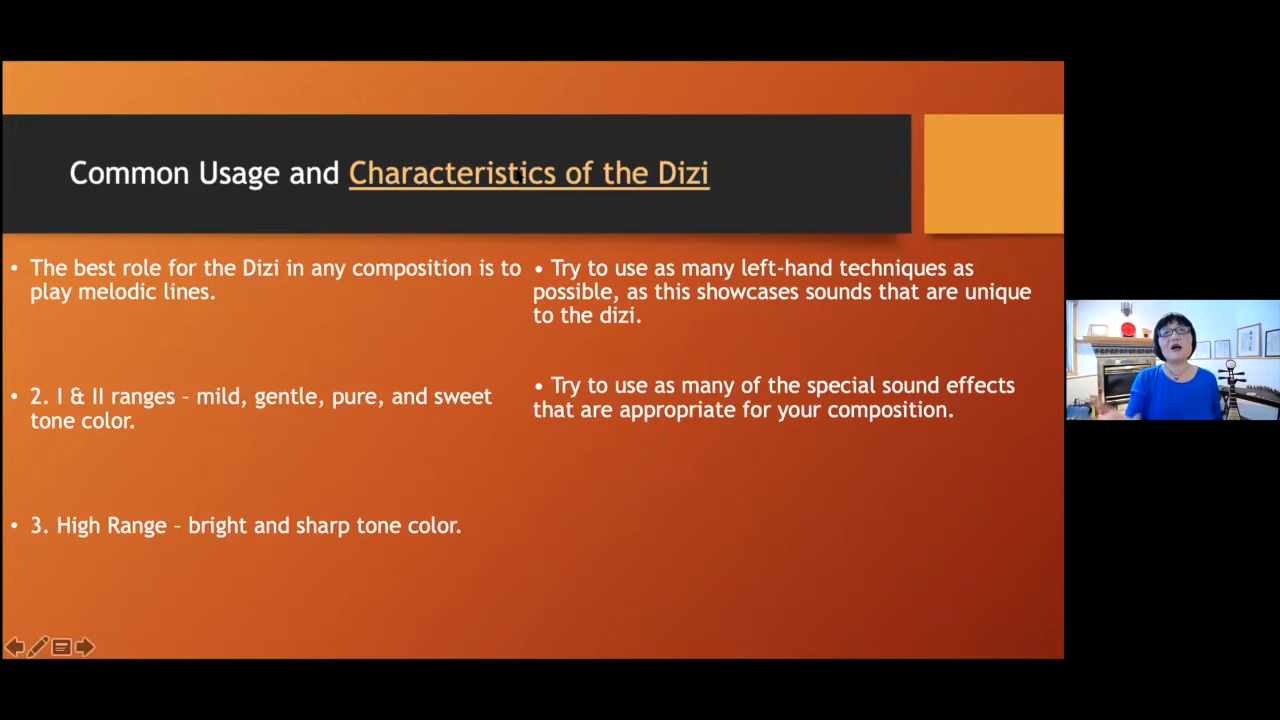 Common Usage and Characteristics of the Dizi
• The best role for the Dizi in any composition is to
play melodic lines.
• 2. I & II ranges – mild, gentle, pure, and sweet
tone color.
• 3. High Range – bright and sharp tone color.
• Try to use as many left-hand techniques as
possible, as this showcases sounds that are unique
to the dizi.
• Try to use as many of the special sound effects
that are appropriate for your composition.